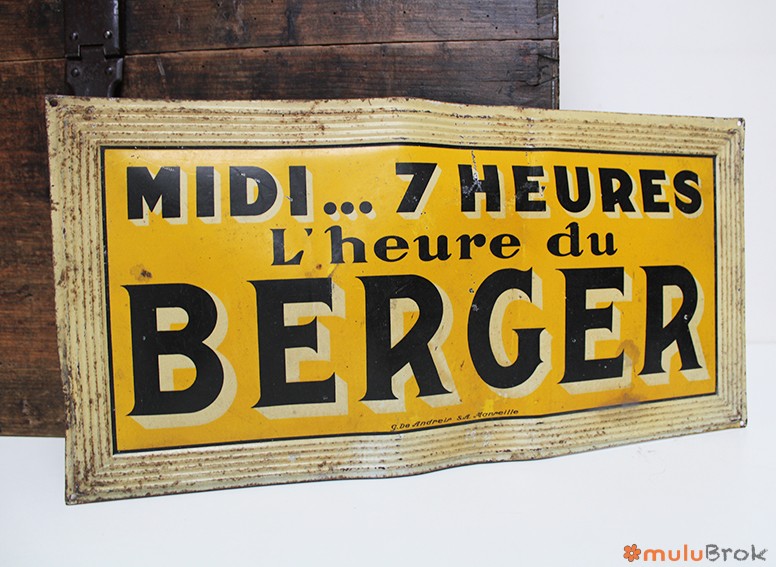 MIDI... 7 HEURES
L'heure du
BERGER
G. De Andreis S.A. Marseille
muluBrok